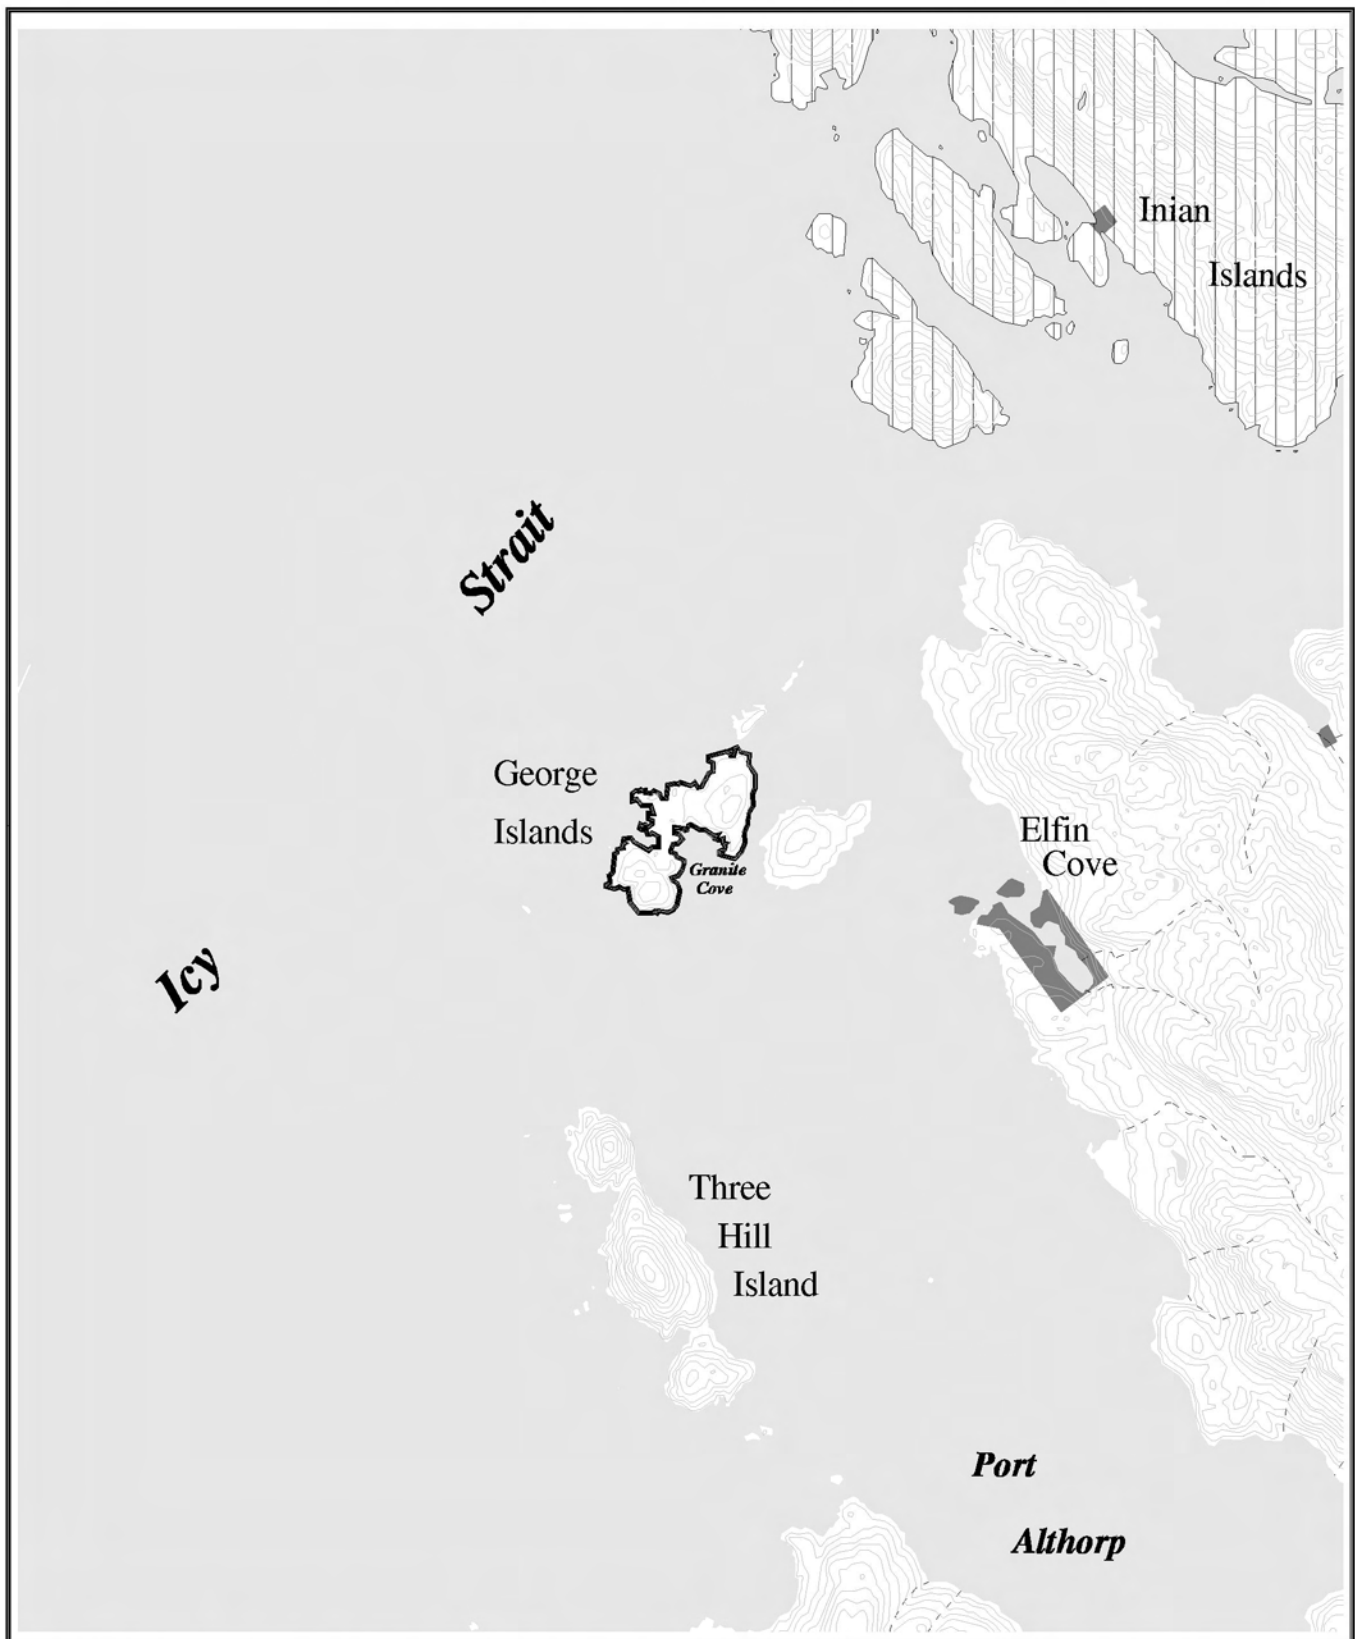 Inian
Islands
Strait
George
Islands
Elfin
Cove
Granite
Cove
Icy
Three
Hill
Island
Port
Althorp